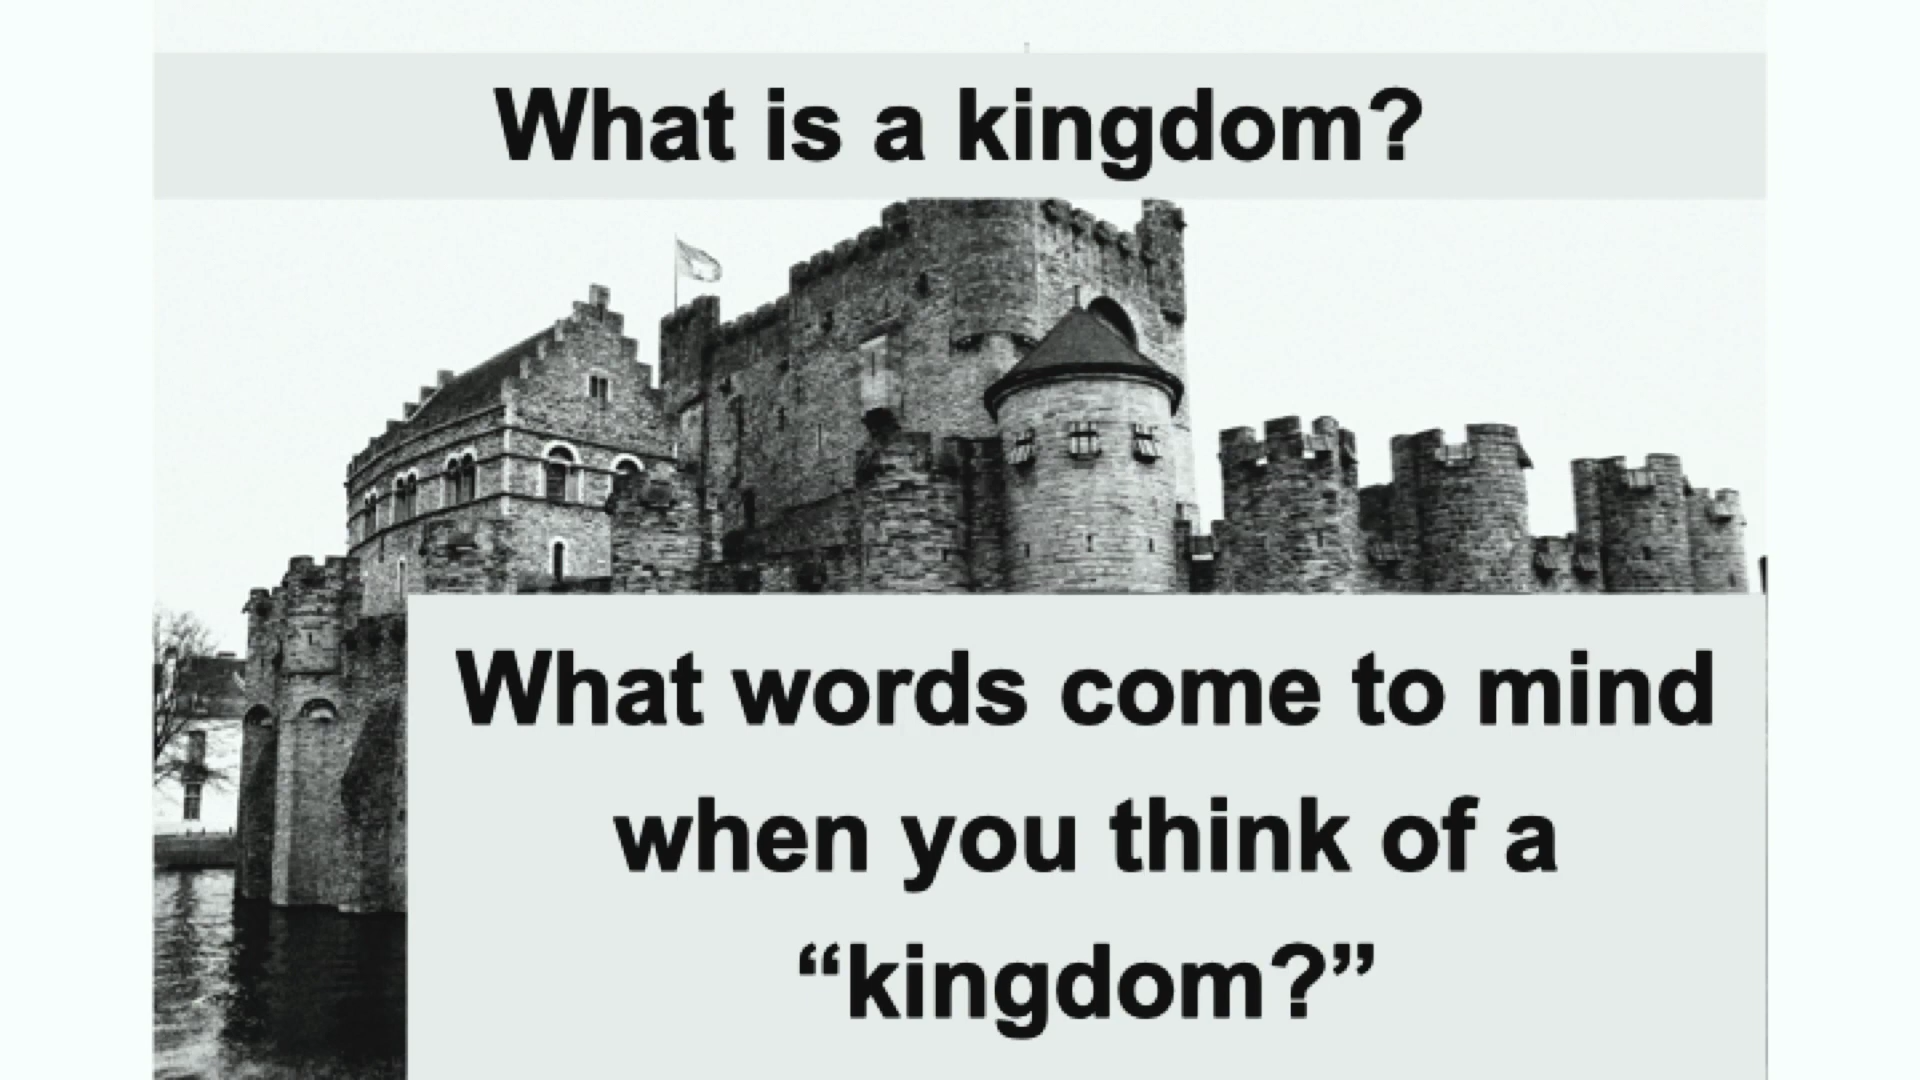 What is a kingdom?
What words come to mind
when you think of a
“kingdom?”